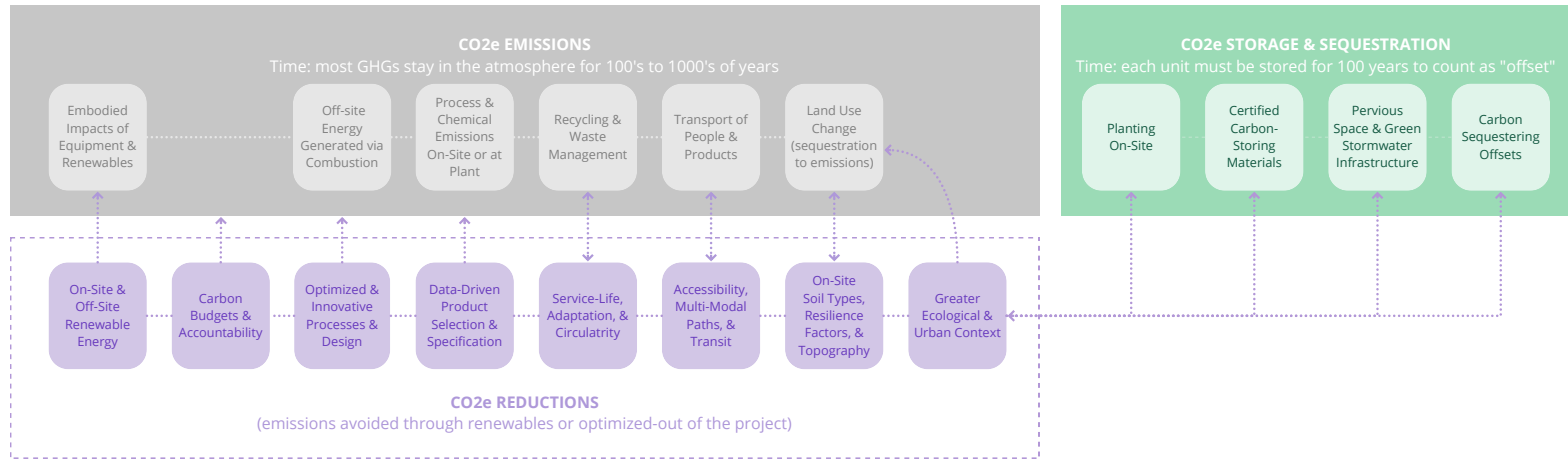 CO2e EMISSIONS
Time: most GHGs stay in the atmosphere for 100's to 1000's of years
Embodied
Impacts of
Equipment &
Renewables
Off-site
Energy
Generated via
Combustion
Process &
Chemical
Emissions
On-Site or at
Plant
Recycling &
Waste
Management
Transport of
People &
Products
Land Use
Change
(sequestration
to emissions)
CO2e STORAGE & SEQUESTRATION
Time: each unit must be stored for 100 years to count as "offset"
Planting
On-Site
Certified
Carbon-
Storing
Materials
Pervious
Space & Green
Stormwater
Infrastructure
Carbon
Sequestering
Offsets
On-Site &
Off-Site
Renewable
Energy
Carbon
Budgets &
Accountability
Optimized &
Innovative
Processes &
Design
Data-Driven
Product
Selection &
Specification
Service-Life,
Adaptation, &
Circulatrity
Accessibility,
Multi-Modal
Paths, &
Transit
On-Site
Soil Types,
Resilience
Factors, &
Topography
Greater
Ecological &
Urban Context
CO2e REDUCTIONS
(emissions avoided through renewables or optimized-out of the project)